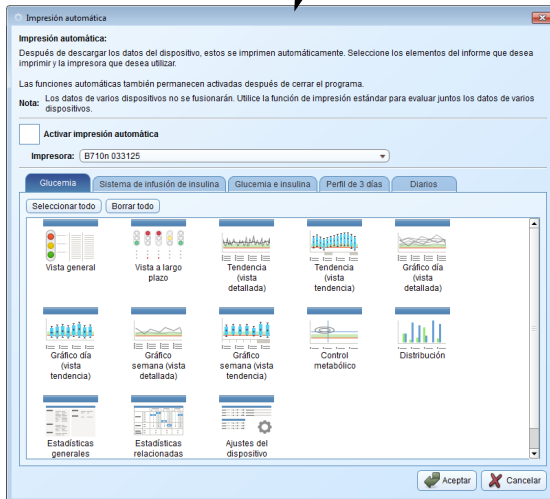 Impresión automática
Impresión automática:
Después de descargar los datos del dispositivo, estos se imprimen automáticamente. Seleccione los elementos del informe que desea
imprimir y la impresora que desea utilizar.
Las funciones automáticas también permanecen activadas después de cerrar el programa.
Nota: Los datos de varios dispositivos no se fusionarán. Utilice la función de impresión estándar para evaluar juntos los datos de varios
dispositivos.
Activar impresión automática
Impresora: B710n 033125
Glucemia Sistema de infusión de insulina Glucemia e insulina Perfil de 3 días Diarios
Seleccionar todo Borrar todo
Vista general
Vista a largo
plazo
Tendencia
(vista
detallada)
Tendencia
(vista
tendencia)
Gráfico día
(vista
detallada)
Gráfico día
(vista
tendencia)
Gráfico
semana (vista
detallada)
Gráfico
semana (vista
tendencia)
Control
metabólico
Distribución
Estadísticas
generales
Estadísticas
relacionadas
Ajustes del
dispositivo
Aceptar Cancelar